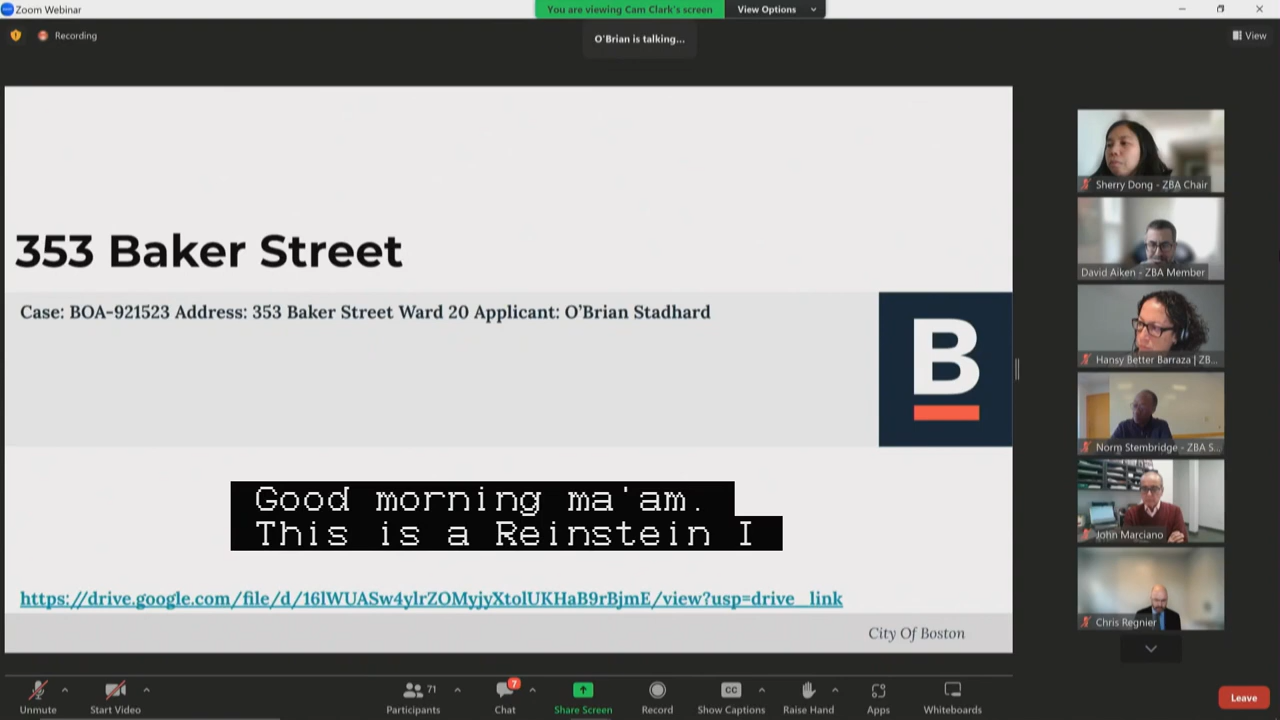 Zoom Webinar
You are viewing Cam Clark's screen
View Options
Recording
O'Brian is talking...
View
353 Baker Street
Case: BOA-921523 Address: 353 Baker Street Ward 20 Applicant: O'Brian Stadhard
B
Good morning ma'am.
This is a Reinstein I
https://drive.google.com/file/d/16lWUASw4ylrZOMyjyXtolUKHaB9rBjmE/view?usp=drive_link
City Of Boston
Sherry Dong - ZBA Chair
David Aiken - ZBA Member
Hansy Better Barraza | ZB...
Norm Stembridge - ZBA S...
John Marciano
Chris Regnier
Unmute
Start Video
Participants
71
Chat
7
Share Screen
Record
CC
Show Captions
Raise Hand
Apps
Whiteboards
Leave